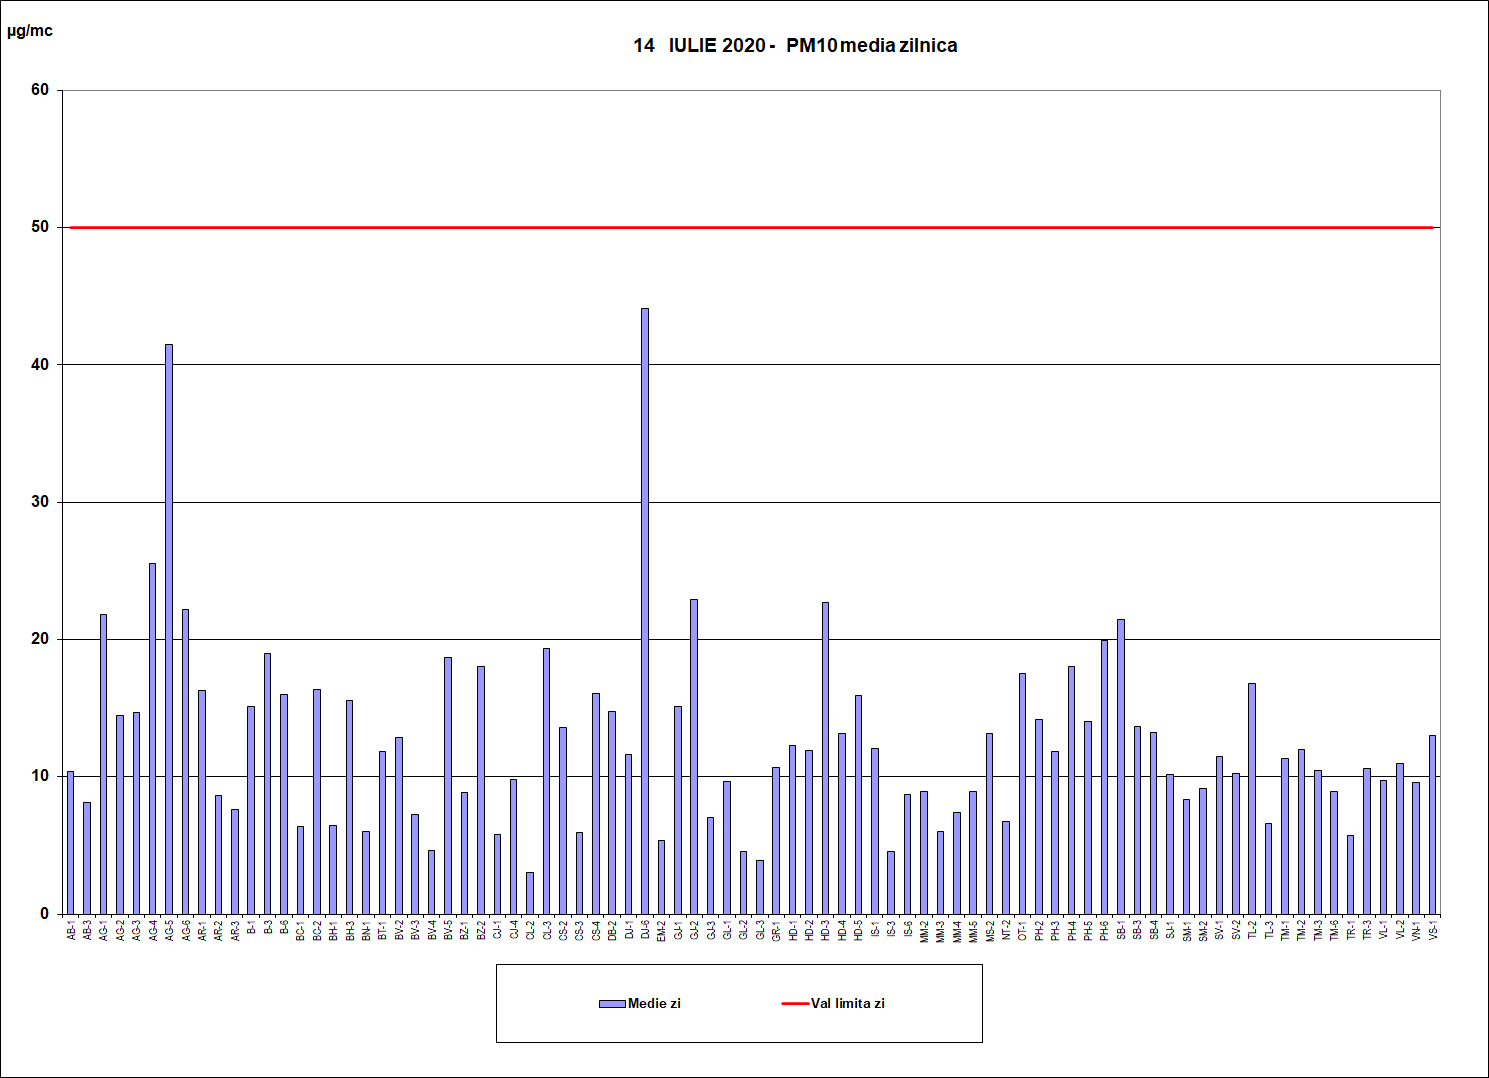 µg/mc
14 IULIE 2020 - PM10 media zilnica
60
50
40
30
20
10
0
AB-1 AB-3 AG-1 AG-2 AG-3 AG-4 AG-5 AG-6 AR-1 AR-2 AR-3 B-1 B-3 B-6 BC-1 BC-2 BH-1 BH-3 BN-1 BT-1 BV-2 BV-3 BV-4 BV-5 BZ-1 BZ-2 CJ-1 CJ-4 CL-2 CL-3 CS-2 CS-3 CS-4 DB-2 DJ-1 DJ-6 EM-2 GJ-1 GJ-2 GJ-3 GL-1 GL-2 GL-3 GR-1 HD-1 HD-2 HD-3 HD-4 HD-5 IS-1 IS-3 IS-6 MM-2 MM-3 MM-4 MM-5 MS-2 NT-2 OT-1 PH-2 PH-3 PH-4 PH-5 PH-6 SB-1 SB-3 SB-4 SJ-1 SM-1 SM-2 SV-1 SV-2 TL-2 TL-3 TM-1 TM-2 TM-3 TM-6 TR-1 TR-3 VL-1 VL-2 VN-1 VS-1
Medie zi Val limita zi